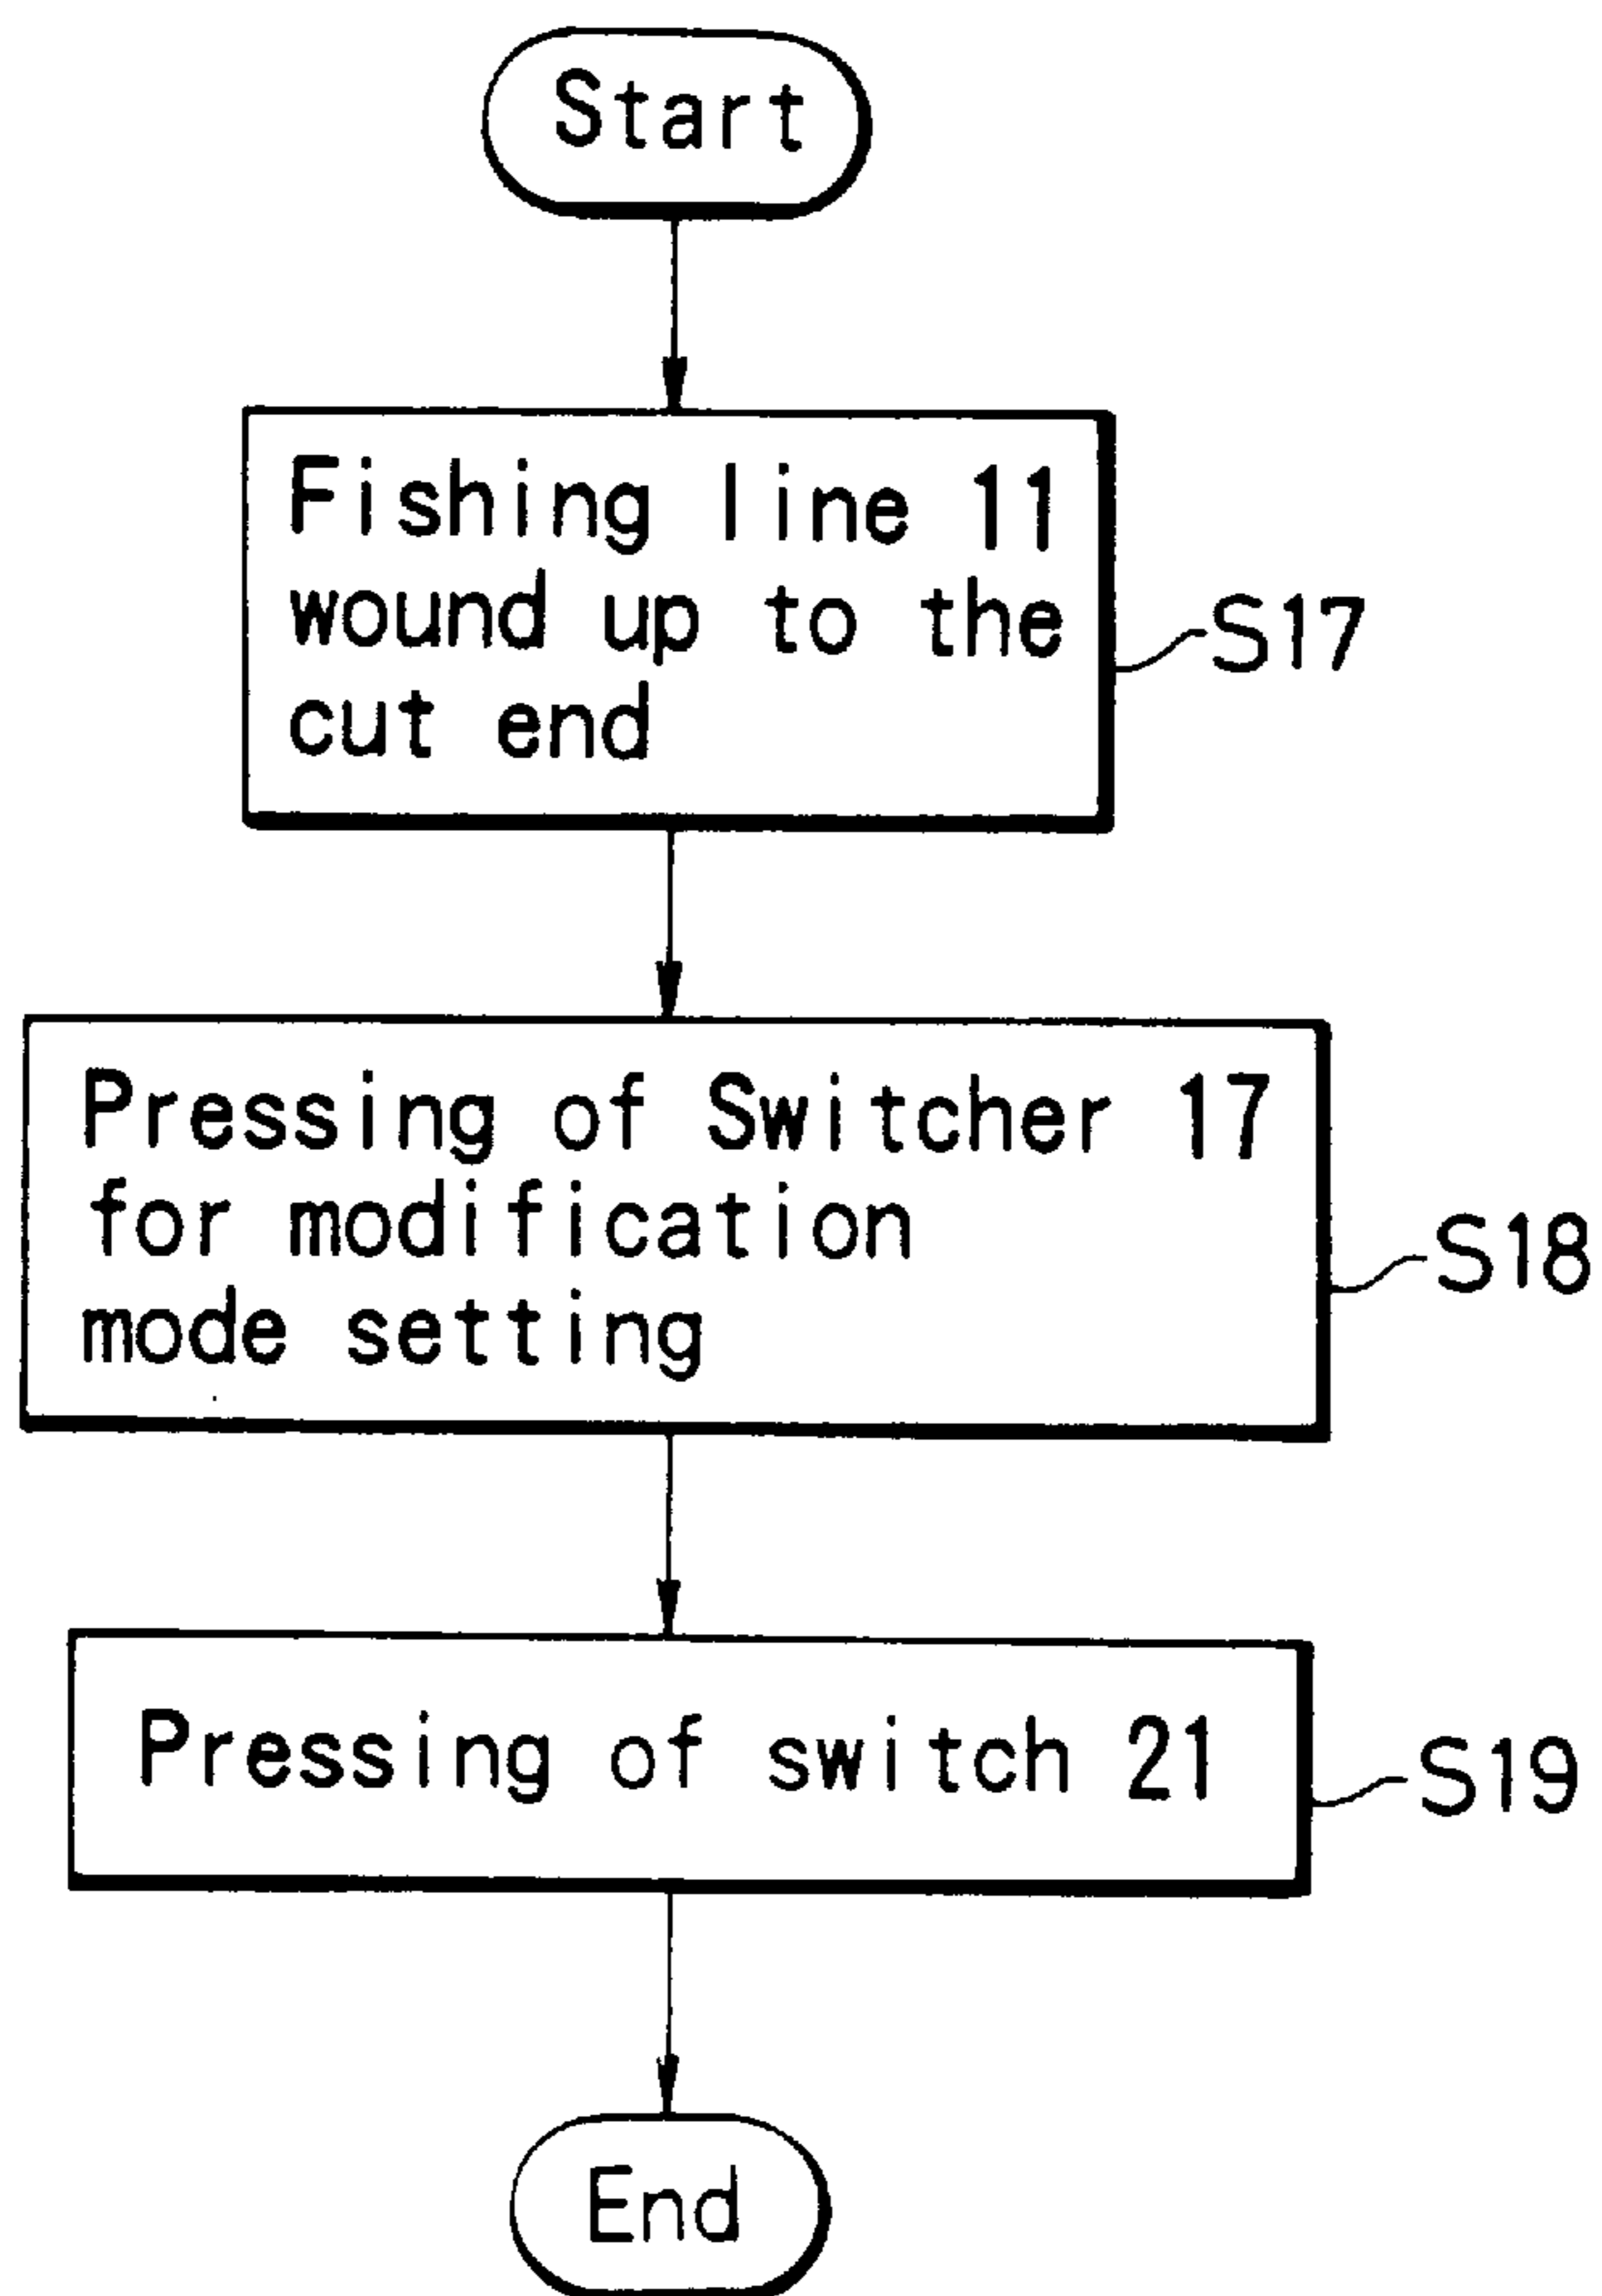 Start
Fishing line 11
wound up to the
cut end
S17
Pressing of Switcher 17
for modification
mode setting
S18
Pressing of switch 21
S19
End